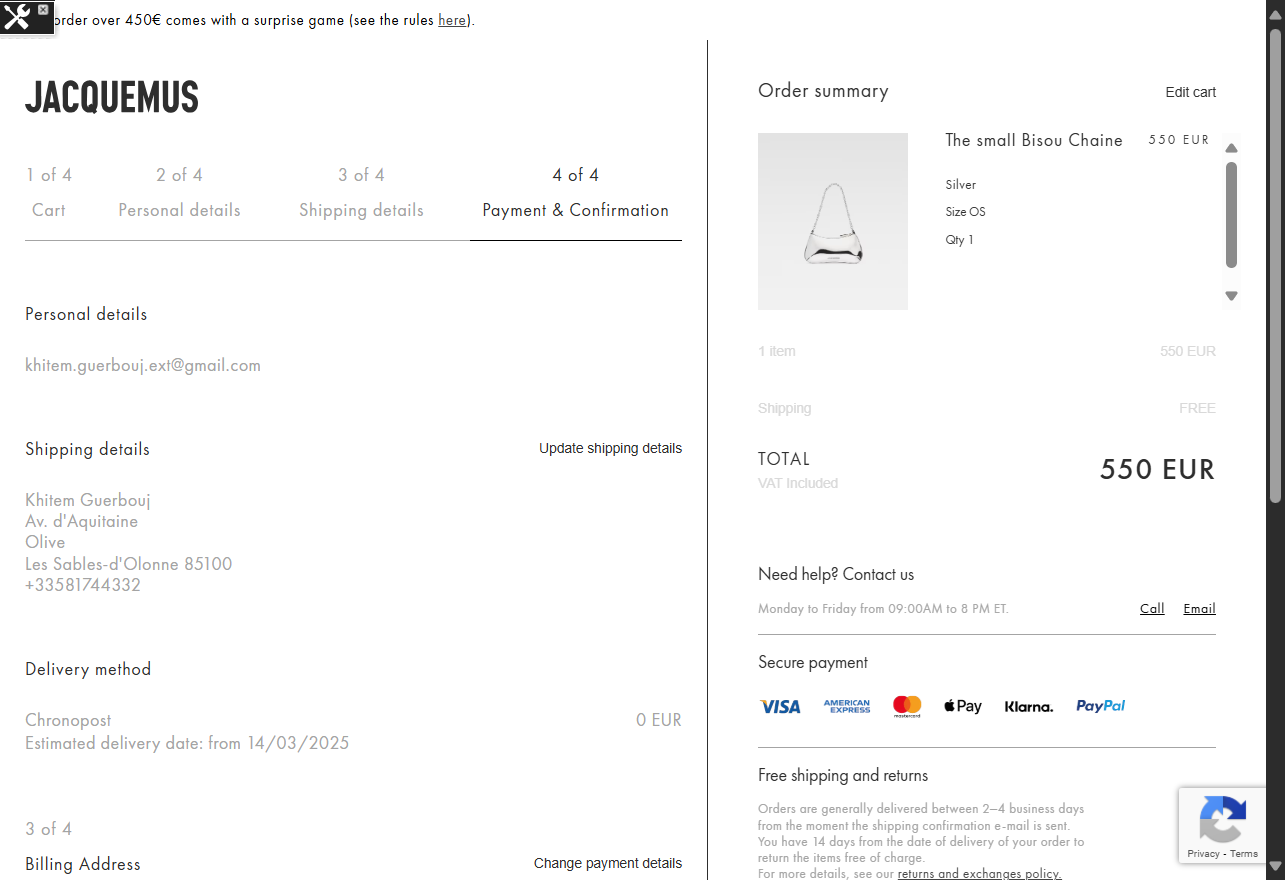 order over 450€ comes with a surprise game (see the rules here).
JACQUEMUS
1 of 4
Cart
2 of 4
Personal details
3 of 4
Shipping details
4 of 4
Payment & Confirmation
Personal details
khitem.guerbouj.ext@gmail.com
Shipping details
Update shipping details
Khitem Guerbouj
Av. d'Aquitaine
Olive
Les Sables-d'Olonne 85100
+33581744332
Delivery method
Chronopost
0 EUR
Estimated delivery date: from 14/03/2025
3 of 4
Billing Address
Change payment details
Order summary
Edit cart
The small Bisou Chaine
550 EUR
Silver
Size OS
Qty 1
1 item
550 EUR
Shipping
FREE
TOTAL
VAT Included
550 EUR
Need help? Contact us
Monday to Friday from 09:00AM to 8 PM ET.
Call
Email
Secure payment
VISA
AMERICAN
EXPRESS
mastercard
Pay
Klarna.
PayPal
Free shipping and returns
Orders are generally delivered between 2–4 business days
from the moment the shipping confirmation e-mail is sent.
You have 14 days from the date of delivery of your order to
return the items free of charge.
For more details, see our returns and exchanges policy.
Privacy - Terms